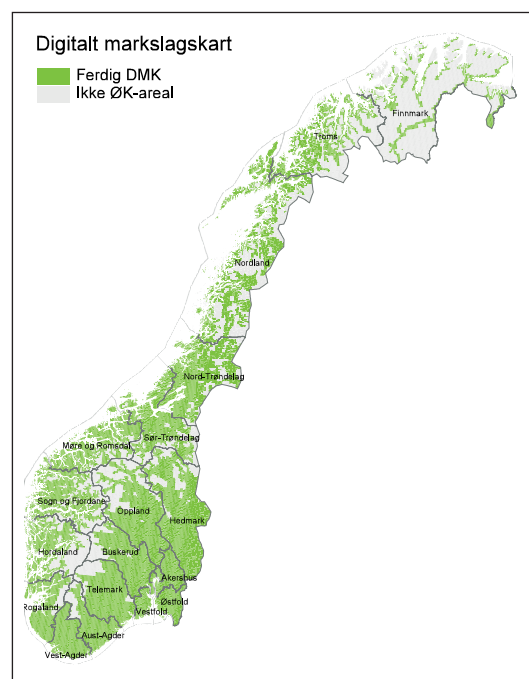 Digitalt markslagskart
Ferdig DMK
Ikke ØK-areal
Finnmark
Troms
Nordland
Nord-Trøndelag
Sør-Trøndelag
Møre og Romsdal
Sogn og Fjordane
Oppland
Hedmark
Hordaland
Buskerud
Akershus
Telemark
Østfold
Rogaland
Vestfold
Aust-Agder
Vest-Agder